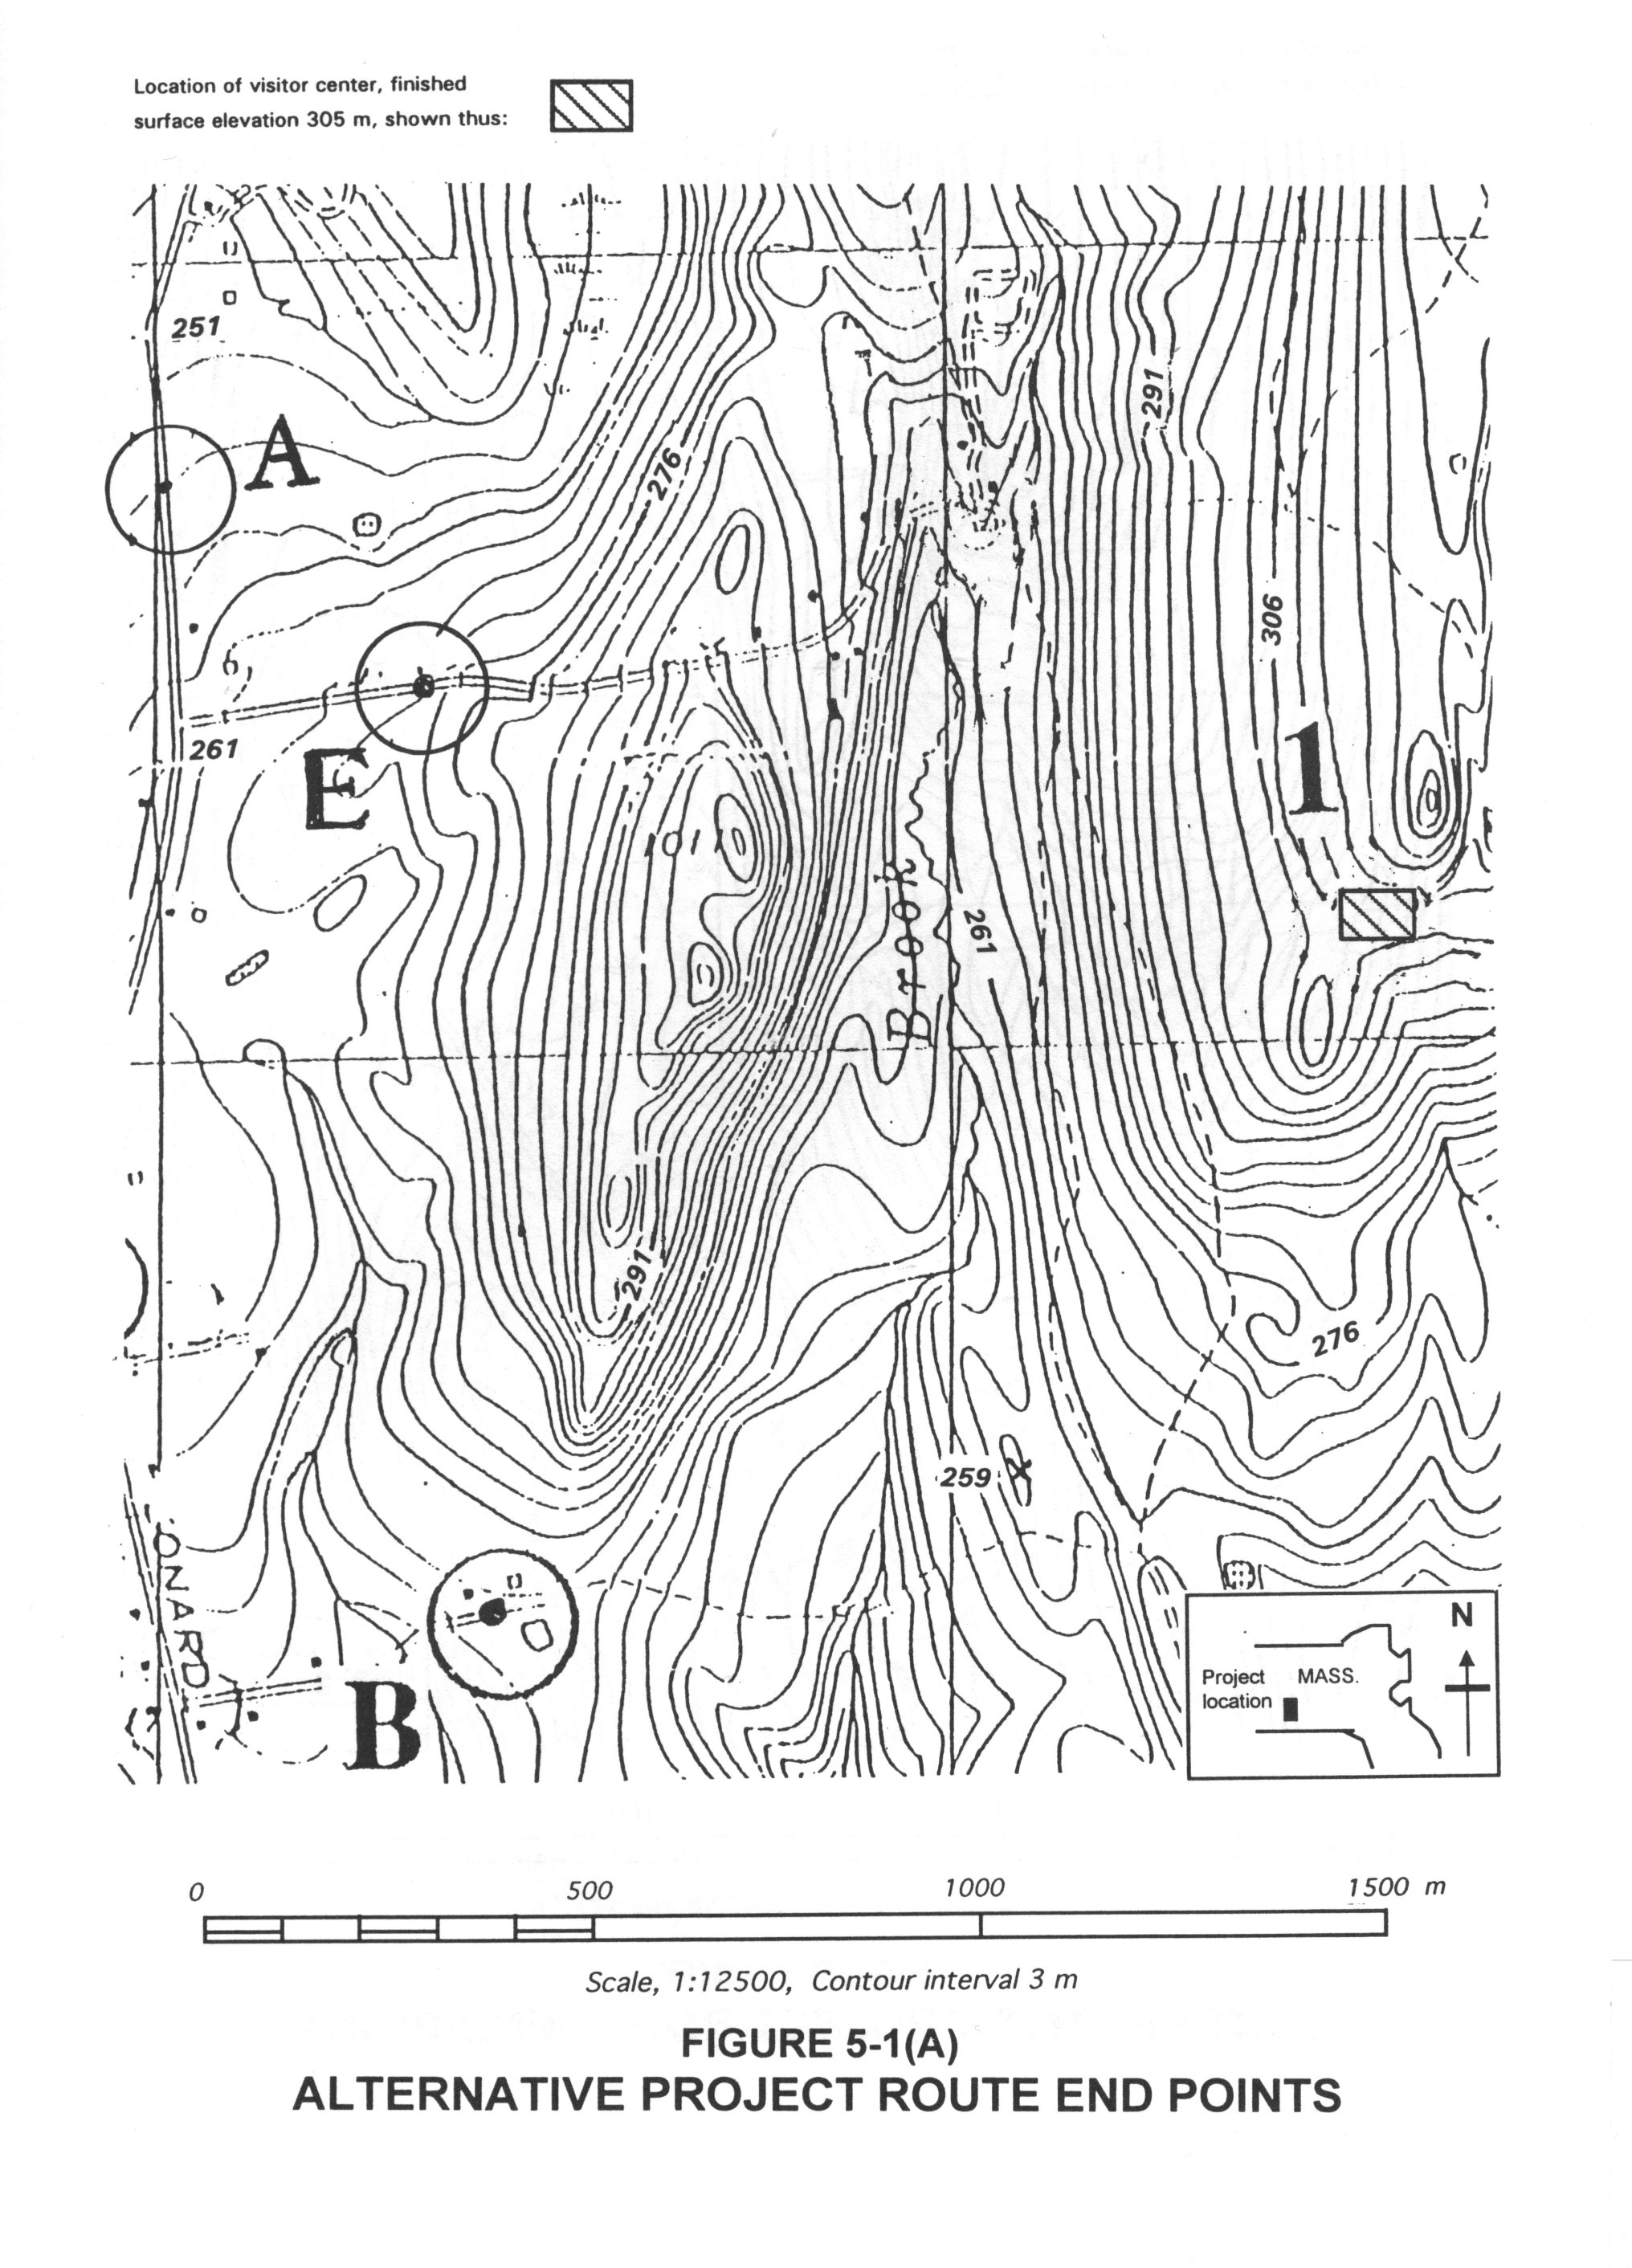 Location of visitor center, finished
surface elevation 305 m, shown thus:
251
A
276
291
306
E
261
1
Brook
261
291
276
259
ONARD
B
N
Project MASS.
location
0 500 1000 1500 m
Scale, 1:12500, Contour interval 3 m
FIGURE 5-1(A)
ALTERNATIVE PROJECT ROUTE END POINTS